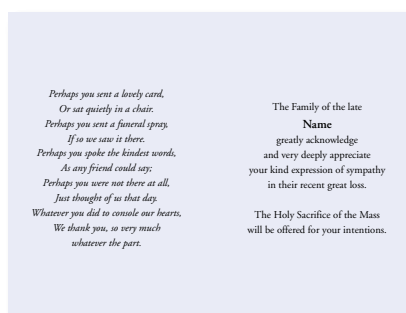 Perhaps you sent a lovely card,
Or sat quietly in a chair.
Perhaps you sent a funeral spray,
If so we saw it there.
Perhaps you spoke the kindest words,
As any friend could say;
Perhaps you were not there at all,
Just thought of us that day.
Whatever you did to console our hearts,
We thank you, so very much
whatever the part.
The Family of the late
Name
greatly acknowledge
and very deeply appreciate
your kind expression of sympathy
in their recent great loss.
The Holy Sacrifice of the Mass
will be offered for your intentions.